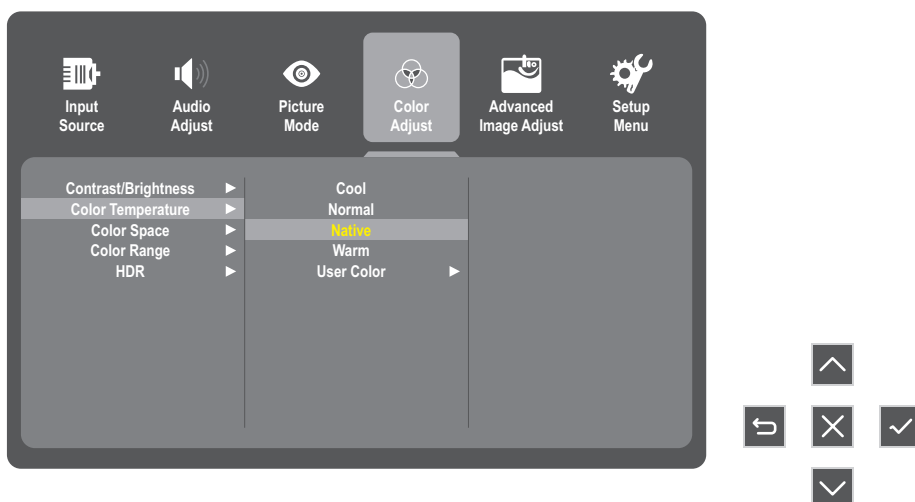 Input
Source
Audio
Adjust
Picture
Mode
Color
Adjust
Advanced
Image Adjust
Setup
Menu
Contrast/Brightness
Color Temperature
Color Space
Color Range
HDR
Cool
Normal
Native
Warm
User Color